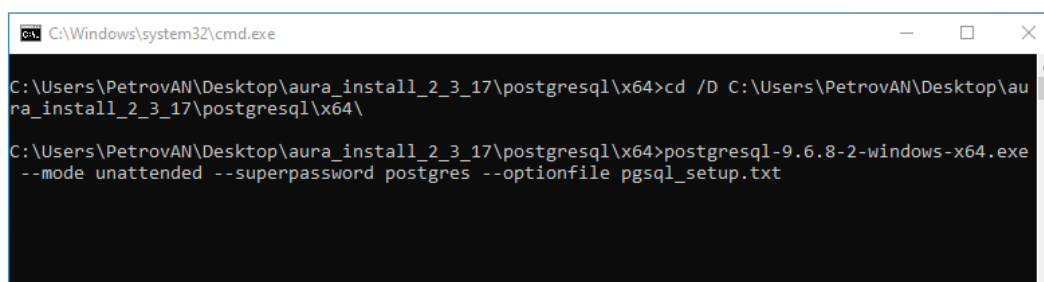 C:\Windows\system32\cmd.exe
C:\Users\PetrovAN\Desktop\aura_install_2_3_17\postgresql\x64>cd /D C:\Users\PetrovAN\Desktop\au
ra_install_2_3_17\postgresql\x64\
C:\Users\PetrovAN\Desktop\aura_install_2_3_17\postgresql\x64>postgresql-9.6.8-2-windows-x64.exe
--mode unattended --superpassword postgres --optionfile pgsql_setup.txt